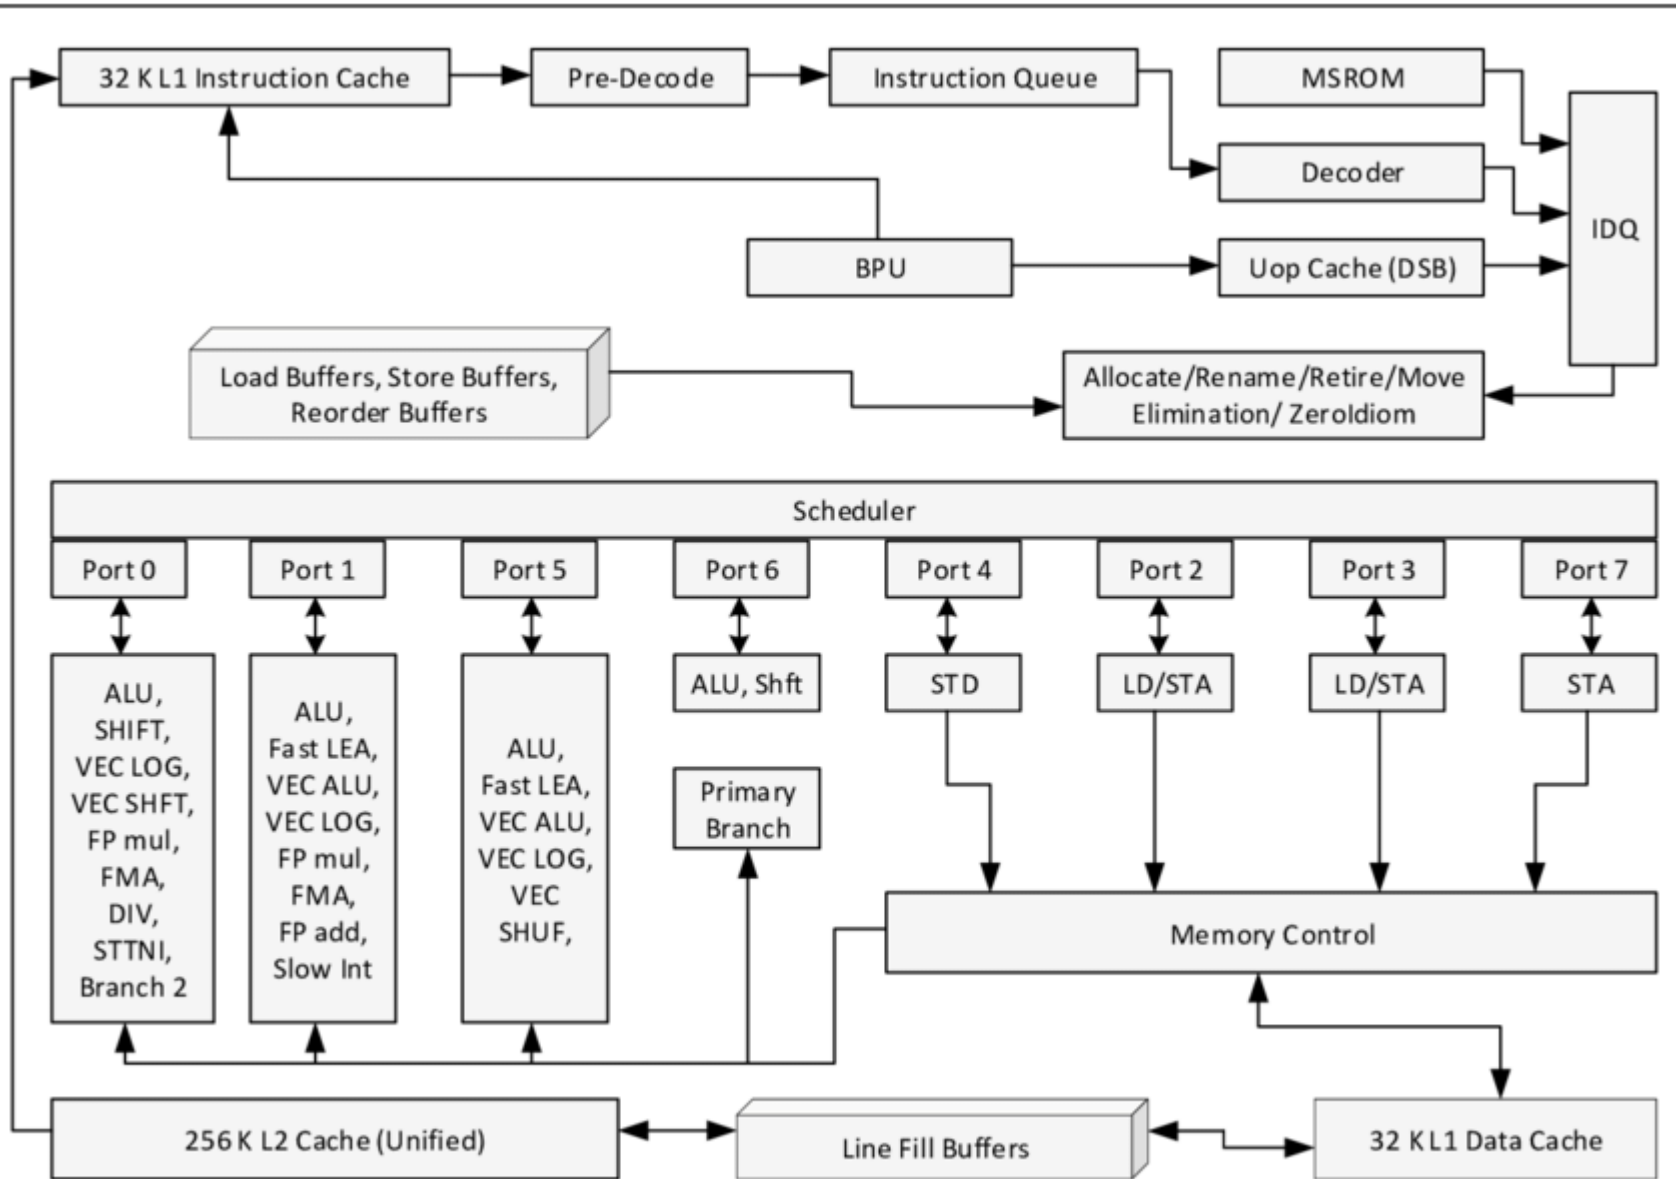 32 K L1 Instruction Cache
Pre-Decode
Instruction Queue
MSROM
Decoder
IDQ
BPU
Uop Cache (DSB)
Load Buffers, Store Buffers,
Reorder Buffers
Allocate/Rename/Retire/Move
Elimination/ ZeroIdiom
Scheduler
Port 0
Port 1
Port 5
Port 6
Port 4
Port 2
Port 3
Port 7
ALU,
SHIFT,
VEC LOG,
VEC SHFT,
FP mul,
FMA,
DIV,
STTNI,
Branch 2
ALU,
Fast LEA,
VEC ALU,
VEC LOG,
FP mul,
FMA,
FP add,
Slow Int
ALU,
Fast LEA,
VEC ALU,
VEC LOG,
VEC
SHUF,
ALU, Shft
Primary
Branch
STD
LD/STA
LD/STA
STA
Memory Control
256 K L2 Cache (Unified)
Line Fill Buffers
32 K L1 Data Cache